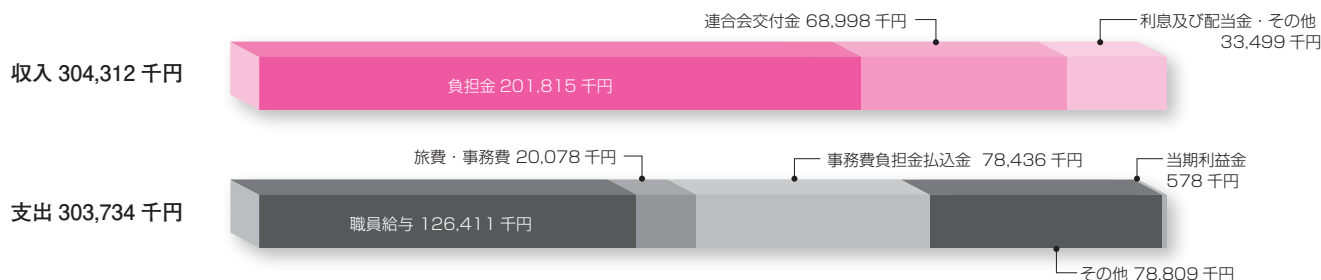 連合会交付金 68,998 千円
利息及び配当金・その他
33,499 千円
収入 304,312 千円
負担金 201,815 千円
旅費・事務費 20,078 千円
事務費負担金払込金 78,436 千円
当期利益金
578 千円
支出 303,734 千円
職員給与 126,411 千円
その他 78,809 千円